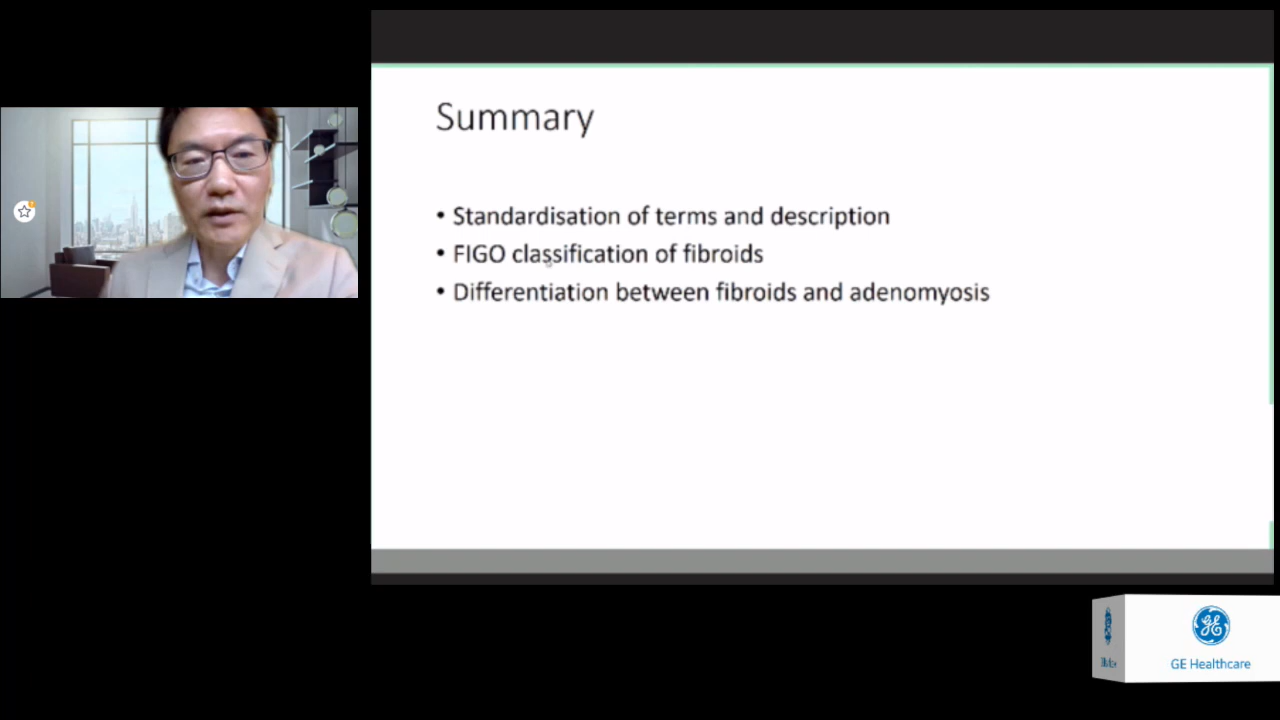 Summary
• Standardisation of terms and description
• FIGO classification of fibroids
• Differentiation between fibroids and adenomyosis
GE Healthcare